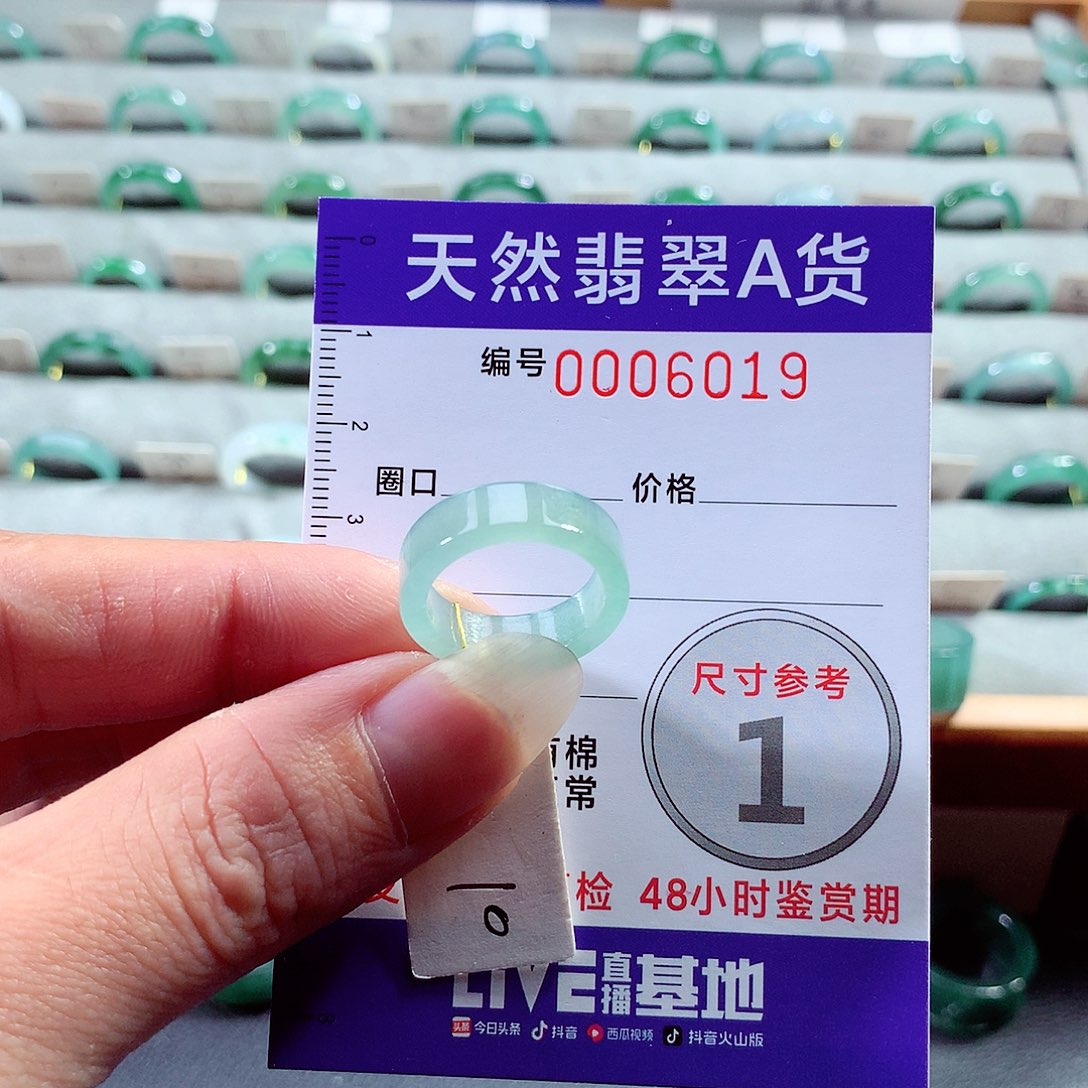 天然翡翠A货
编号0006019
圈口 价格
尺寸参考
1
棉
常
检 48小时鉴赏期
10
LIVE直播基地
头条 今日头条 抖音 西瓜视频 抖音火山版
0
1
2
3